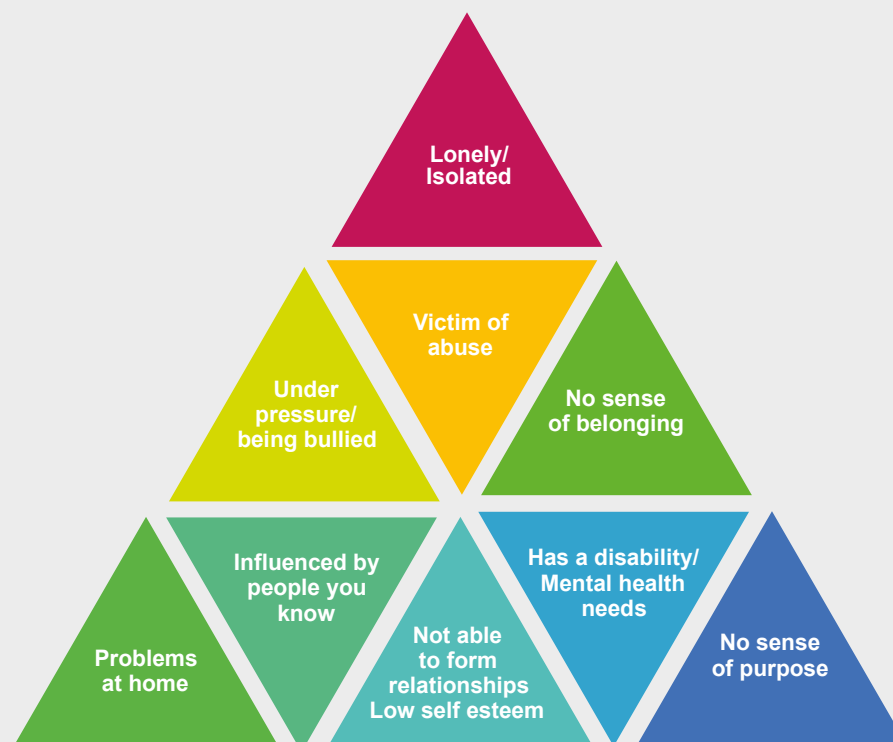 Lonely/
Isolated
Victim of
abuse
Under
pressure/
being bullied
No sense
of belonging
Problems
at home
Influenced by
people you
know
Not able
to form
relationships
Low self esteem
Has a disability/
Mental health
needs
No sense
of purpose